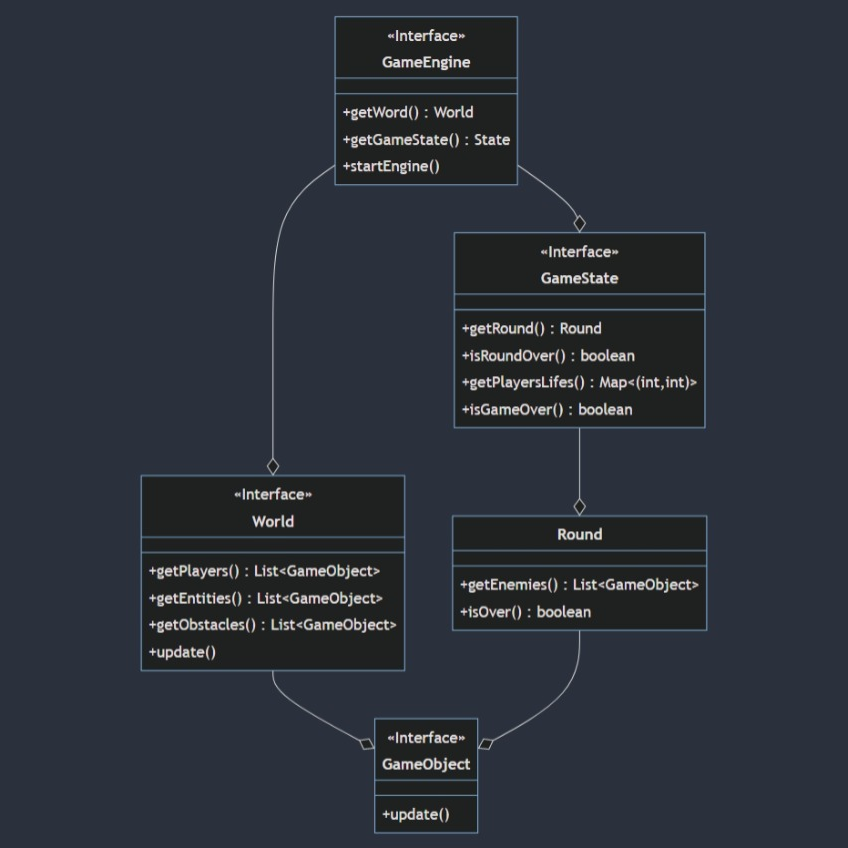 «Interface»
GameEngine
+getWord() : World
+getGameState() : State
+startEngine()
«Interface»
GameState
+getRound() : Round
+isRoundOver() : boolean
+getPlayersLifes() : Map<(int,int)>
+isGameOver() : boolean
«Interface»
World
+getPlayers() : List<GameObject>
+getEntities() : List<GameObject>
+getObstacles() : List<GameObject>
+update()
Round
+getEnemies() : List<GameObject>
+isOver() : boolean
«Interface»
GameObject
+update()